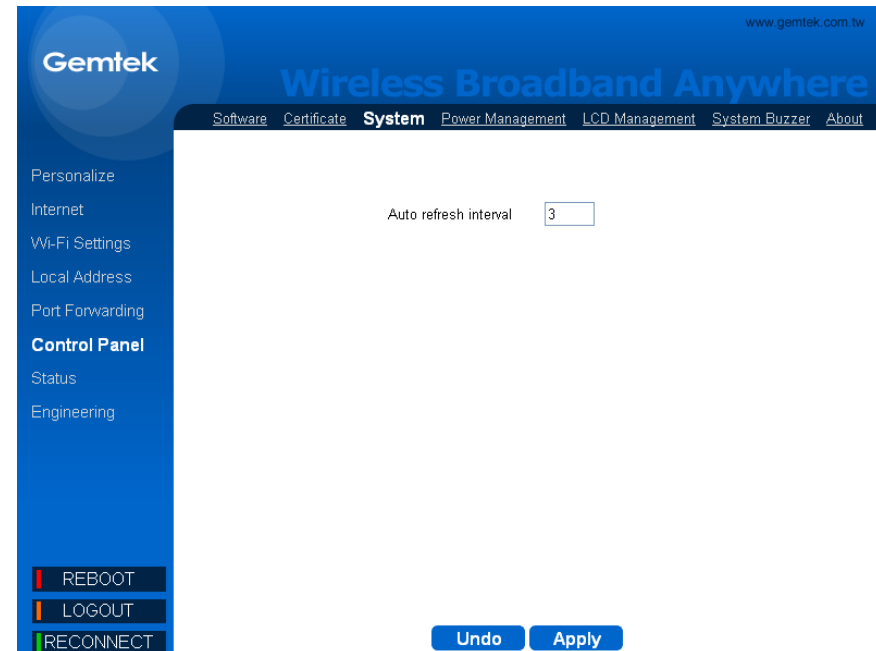 www.gemtek.com.tw
Gemtek
Wireless Broadband Anywhere
Software Certificate System Power Management LCD Management System Buzzer About
Personalize
Internet
Wi-Fi Settings
Local Address
Port Forwarding
Control Panel
Status
Engineering
Auto refresh interval 3
REBOOT
LOGOUT
RECONNECT
Undo Apply